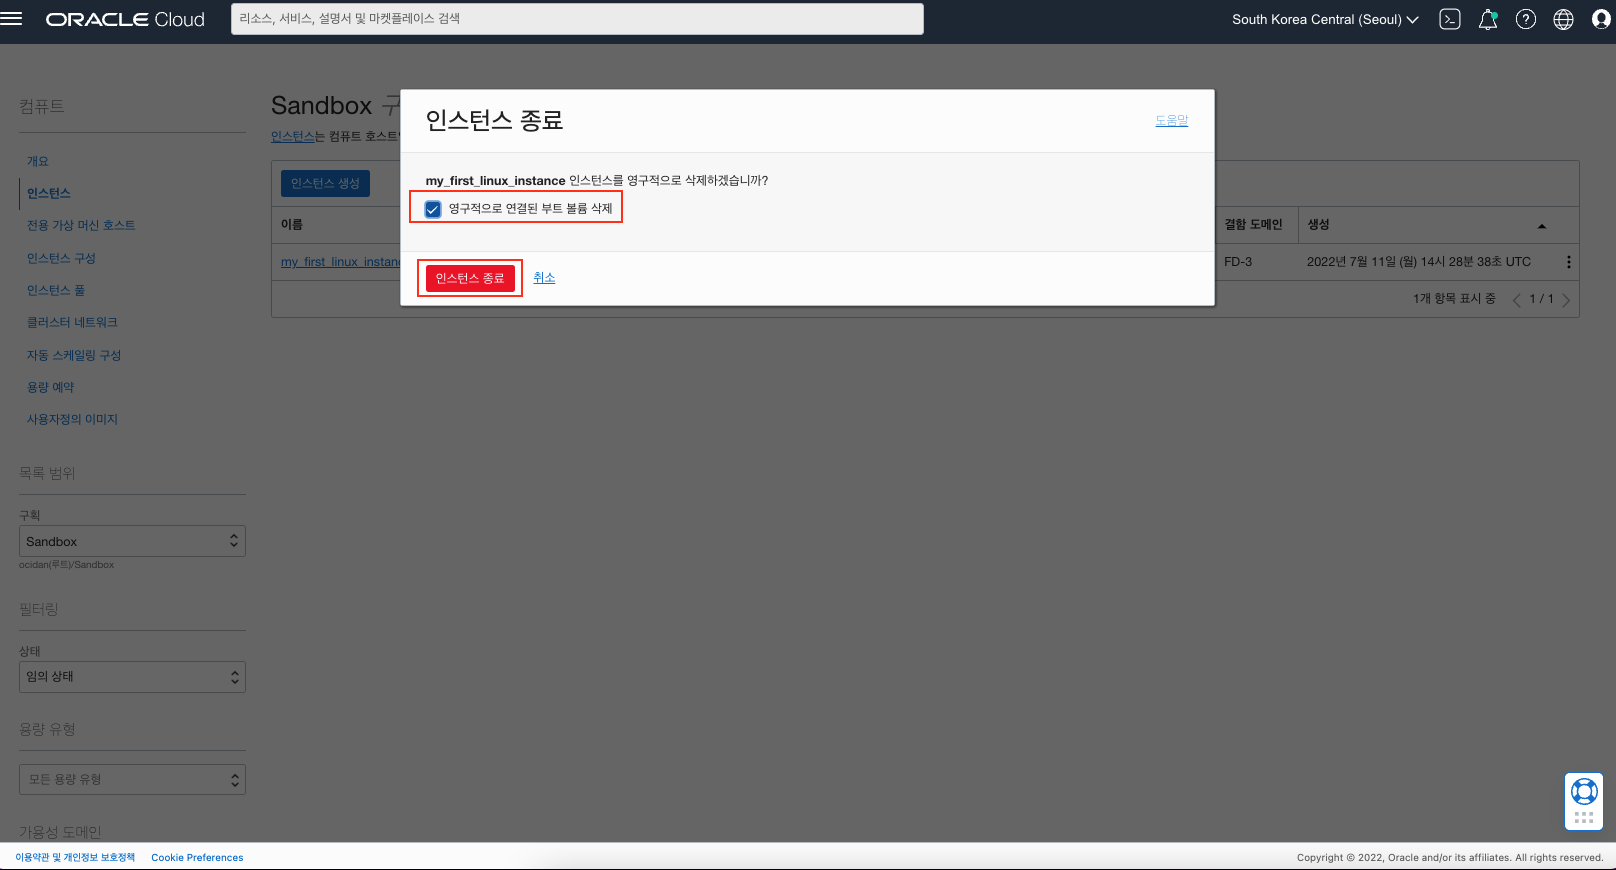 ORACLE Cloud
리소스, 서비스, 설명서 및 마켓플레이스 검색
South Korea Central (Seoul)
컴퓨트
개요
인스턴스
전용 가상 머신 호스트
인스턴스 구성
인스턴스 풀
클러스터 네트워크
자동 스케일링 구성
용량 예약
사용자정의 이미지
목록 범위
구획
Sandbox
ocidan(루트)/Sandbox
필터링
상태
임의 상태
용량 유형
모든 용량 유형
가용성 도메인
Sandbox
인스턴스는 컴퓨트 호스트
인스턴스 생성
이름
결함 도메인
생성
my_first_linux_instanc
FD-3
2022년 7월 11일 (월) 14시 28분 38초 UTC
1개 항목 표시 중
1 / 1
인스턴스 종료
도움말
my_first_linux_instance 인스턴스를 영구적으로 삭제하겠습니까?
영구적으로 연결된 부트 볼륨 삭제
인스턴스 종료
취소
이용약관 및 개인정보 보호정책
Cookie Preferences
Copyright © 2022, Oracle and/or its affiliates. All rights reserved.